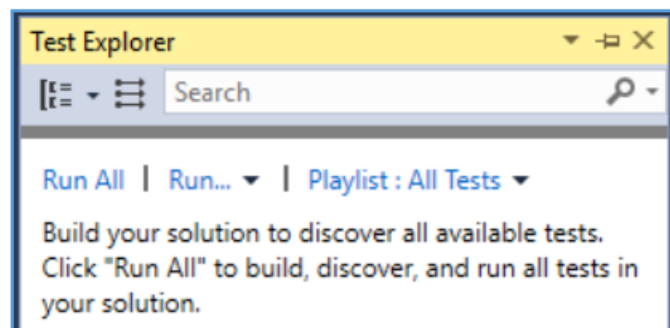 Test Explorer
Search
Run All | Run... | Playlist : All Tests
Build your solution to discover all available tests.
Click "Run All" to build, discover, and run all tests in
your solution.